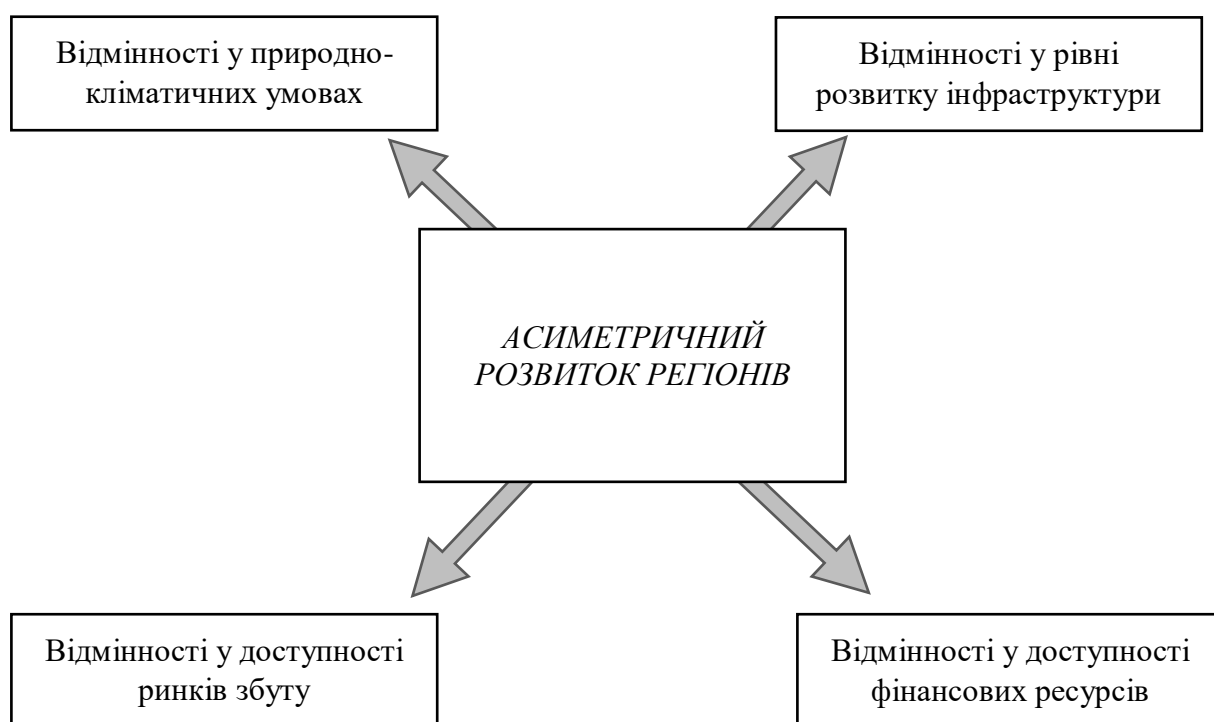 Відмінності у природно-
кліматичних умовах
Відмінності у рівні
розвитку інфраструктури
АСИМЕТРИЧНИЙ
РОЗВИТОК РЕГІОНІВ
Відмінності у доступності
ринків збуту
Відмінності у доступності
фінансових ресурсів